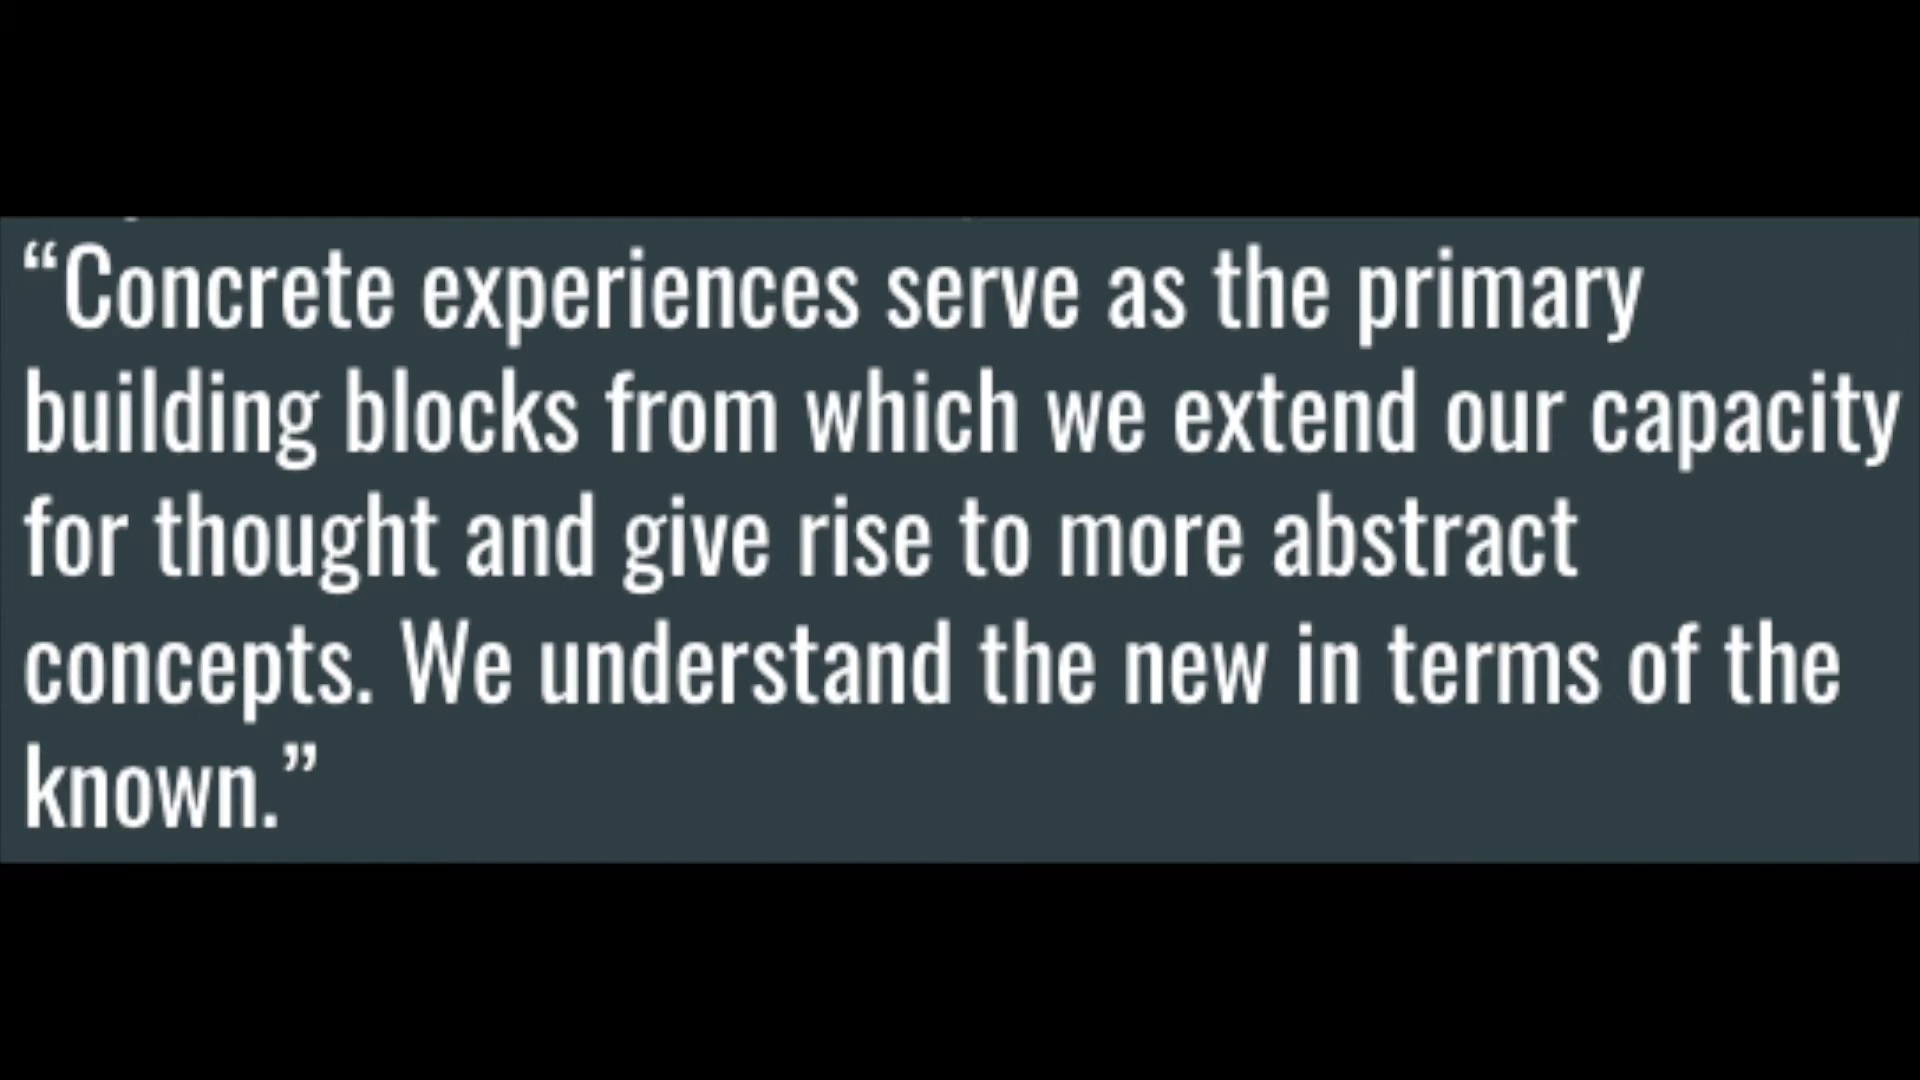 “Concrete experiences serve as the primary
building blocks from which we extend our capacity
for thought and give rise to more abstract
concepts. We understand the new in terms of the
known.”